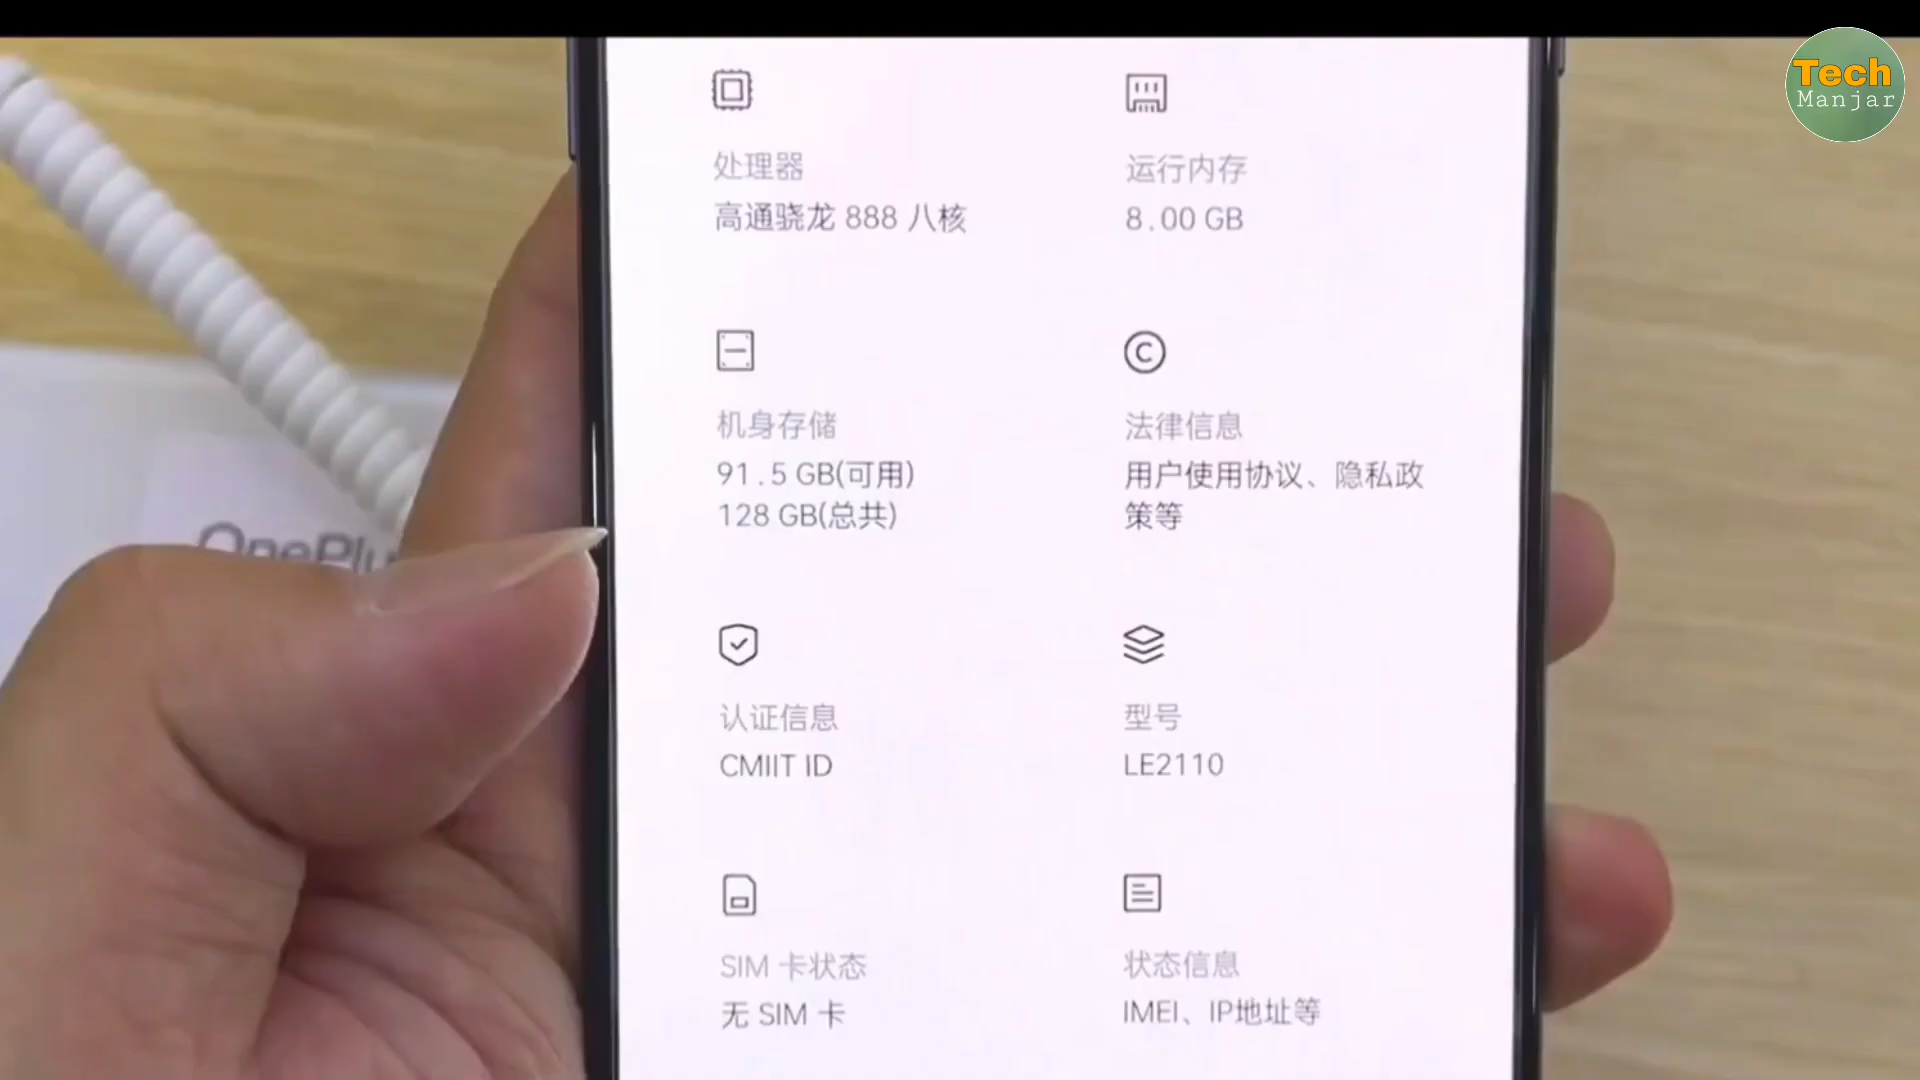 Tech
Manjar
处理器
高通骁龙 888 八核
运行内存
8.00 GB
机身存储
91.5 GB(可用)
128 GB(总共)
法律信息
用户使用协议、隐私政
策等
认证信息
CMIIT ID
型号
LE2110
SIM 卡状态
无 SIM 卡
状态信息
IMEI、IP地址等
OnePlu